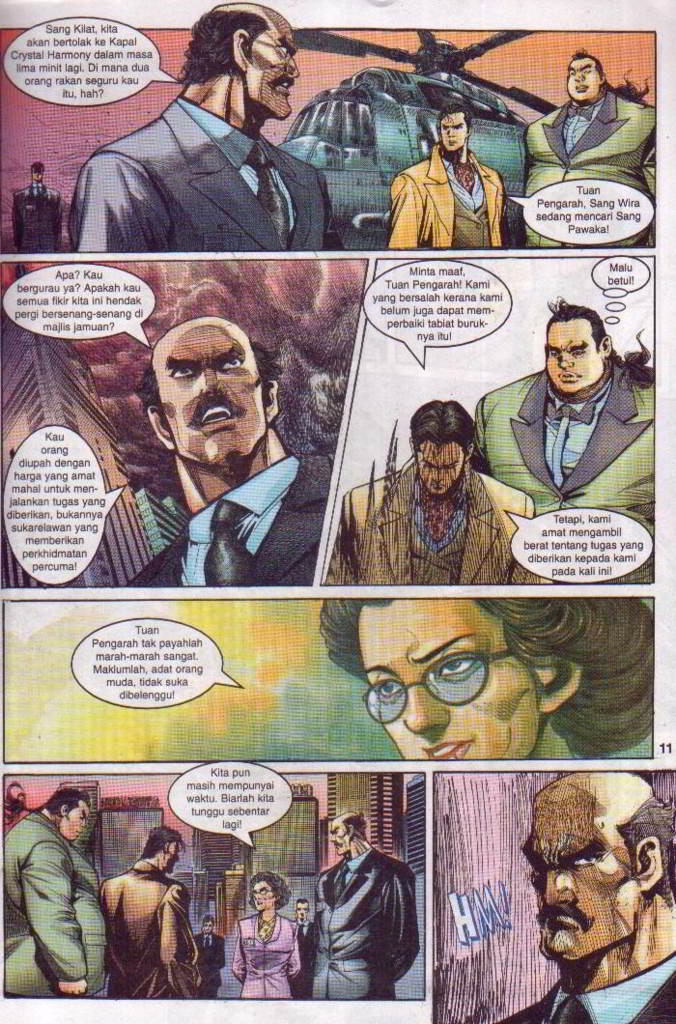 Sang Kilat, kita
akan bertolak ke Kapal
Crystal Harmony dalam masa
lima minit lagi. Di mana dua
orang rakan seguru kau
itu, hah?
Tuan
Pengarah, Sang Wira
sedang mencari Sang
Pawaka!
Apa? Kau
bergurau ya? Apakah kau
semua fikir kita ini hendak
pergi bersenang-senang di
majlis jamuan?
Kau
orang
diupah dengan
harga yang amat
mahal untuk men-
jalankan tugas yang
diberikan, bukannya
sukarelawan yang
memberikan
perkhidmatan
percuma!
Minta maaf,
Tuan Pengarah! Kami
yang bersalah kerana kami
belum juga dapat mem-
perbaiki tabiat buruk-
nya itu!
Malu
betul!
Tetapi, kami
amat mengambil
berat tentang tugas yang
diberikan kepada kami
pada kali ini!
Tuan
Pengarah tak payahlah
marah-marah sangat.
Maklumlah, adat orang
muda, tidak suka
dibelenggu!
11
Kita pun
masih mempunyai
waktu. Biarlah kita
tunggu sebentar
lagi!
HM!